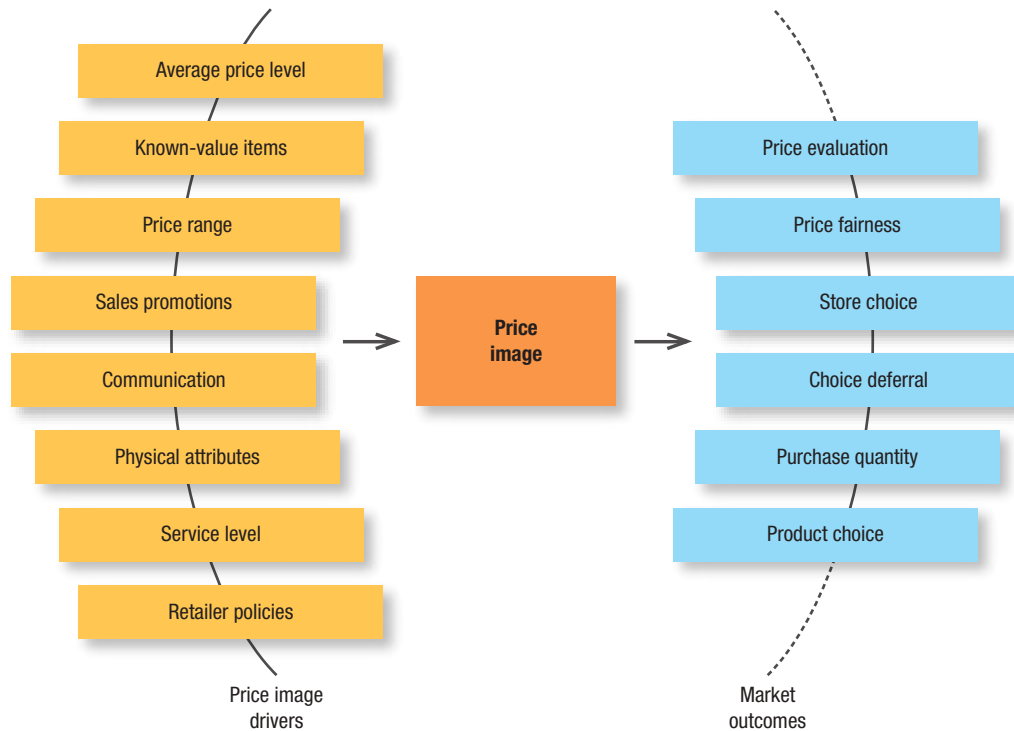 Average price level
Known-value items
Price range
Sales promotions
Communication
Physical attributes
Service level
Retailer policies
Price image
drivers
Price
image
Price evaluation
Price fairness
Store choice
Choice deferral
Purchase quantity
Product choice
Market
outcomes